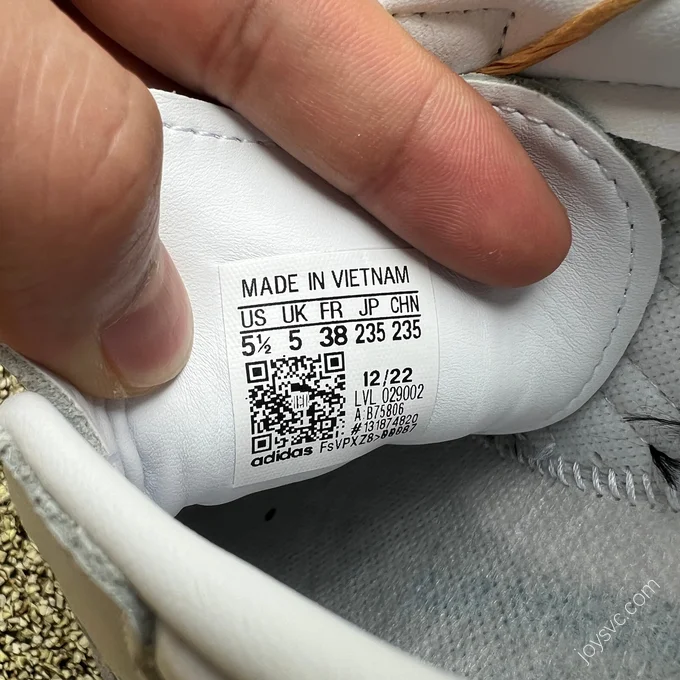 MADE IN VIETNAM
US UK FR JP CHN
5½ 5 38 235 235
12/22
LVL 029002
A:B75806
#131874820
adidas
joysvc.com